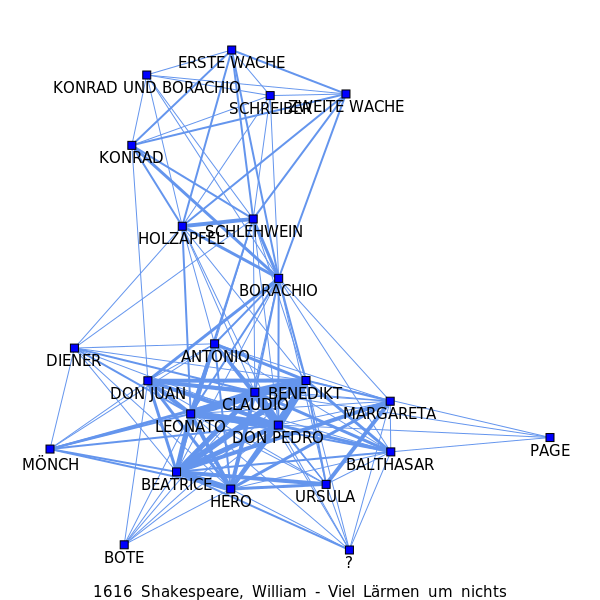 ERSTE WACHE
KONRAD UND BORACHIO
SCHREIBER
ZWEITE WACHE
KONRAD
HOLZAPFEL
SCHLEHWEIN
BORACHIO
DIENER
ANTONIO
DON JUAN
BENEDIKT
CLAUDIO
MARGARETA
LEONATO
DON PEDRO
PAGE
MÖNCH
BALTHASAR
BEATRICE
HERO
URSULA
BOTE
?
1616 Shakespeare, William - Viel Lärmen um nichts